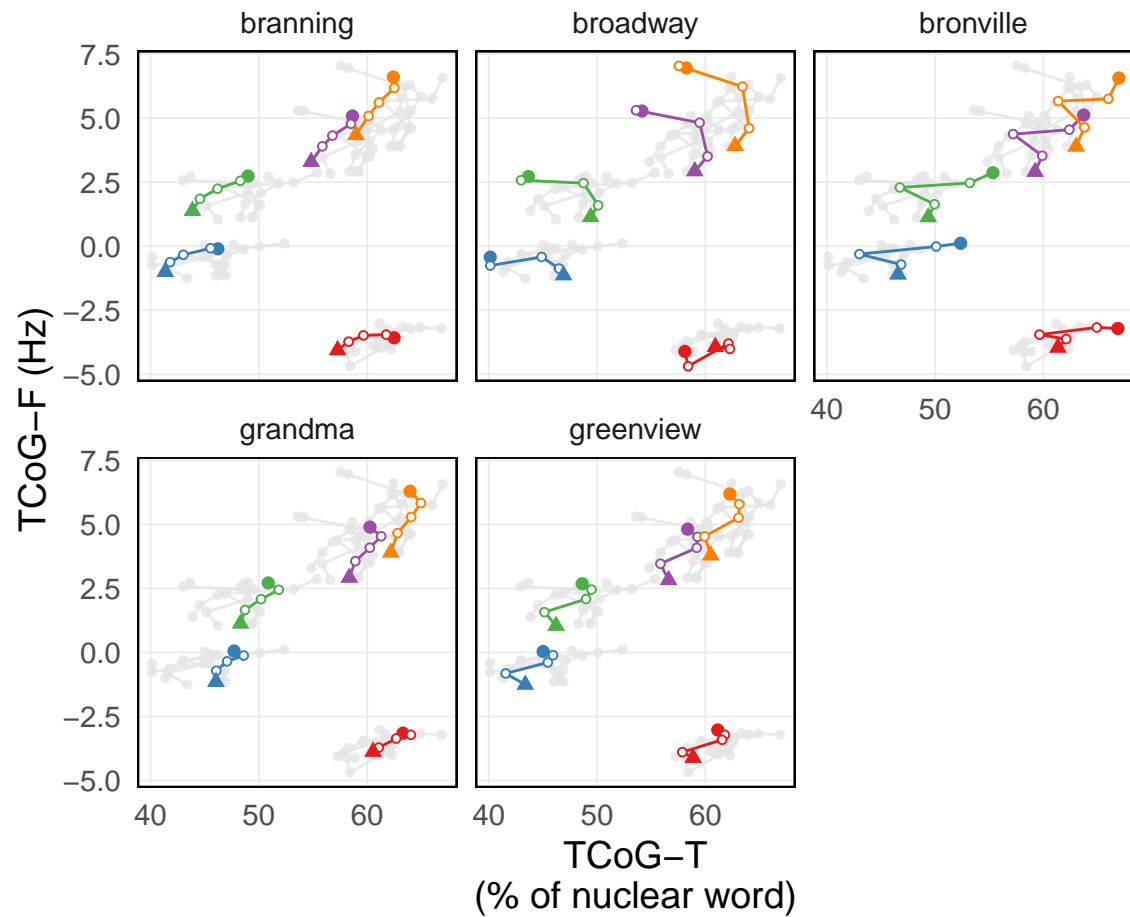 branning broadway bronville
7.5
5.0
2.5
0.0
−2.5
−5.0
40 50 60
TCoG−F (Hz)
grandma greenview
7.5
5.0
2.5
0.0
−2.5
−5.0
40 50 60 40 50 60
TCoG−T
(% of nuclear word)